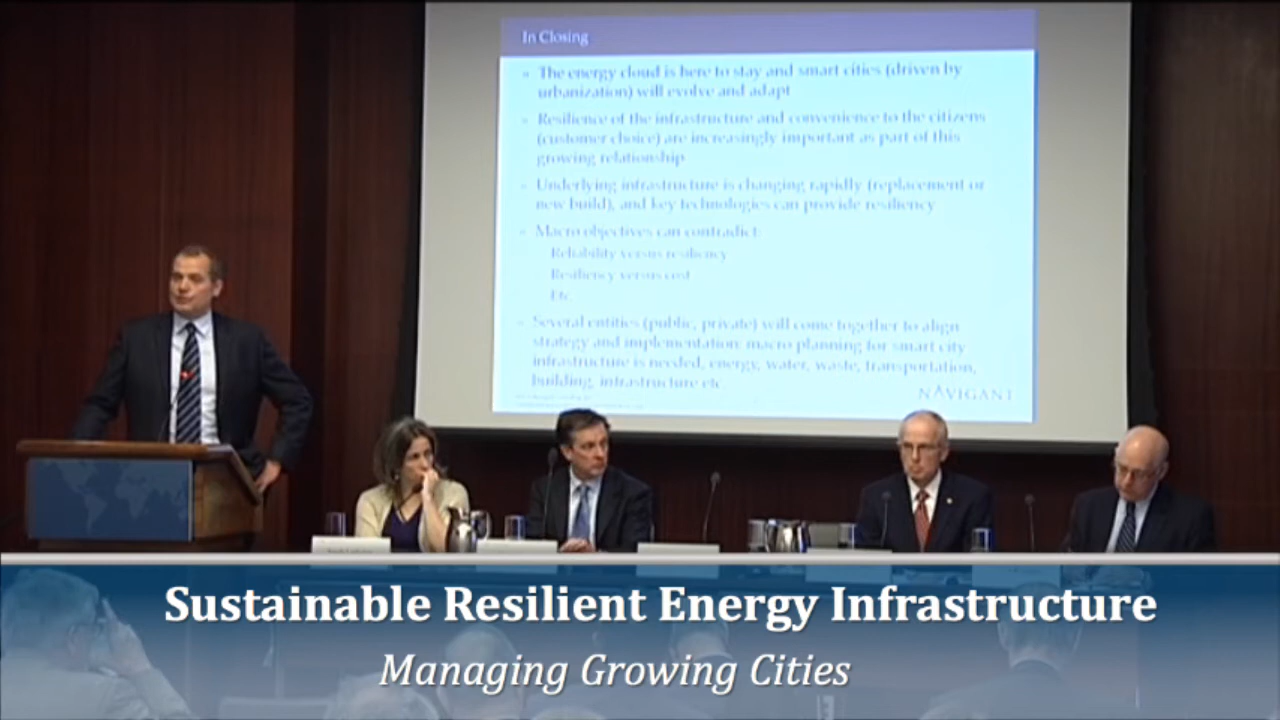 In Closing
The energy cloud is here to stay and smart cities (driven by
urbanization) will evolve and adapt
Resilience of the infrastructure and convenience to the citizens
(customer choice) are increasingly important as part of this
growing relationship
Underlying infrastructure is changing rapidly (replacement or
new build), and key technologies can provide resiliency
Macro objectives can contradict:
Reliability versus resiliency
Resiliency versus cost
Etc.
Several entities (public, private) will come together to align
strategy and implementation: macro planning for smart city
infrastructure is needed, energy, water, waste, transportation,
building, infrastructure etc.
NAVIGANT
Sustainable Resilient Energy Infrastructure
Managing Growing Cities